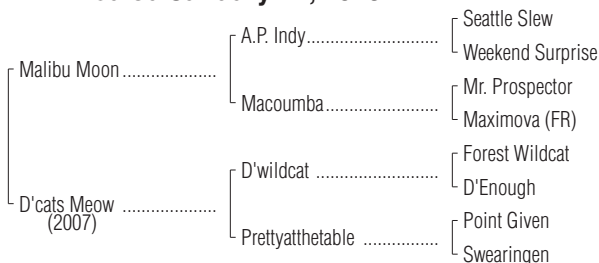 Seattle Slew
A.P. Indy.................................
Weekend Surprise
Malibu Moon...................
Mr. Prospector
Macoumba............................
Maximova (FR)
Forest Wildcat
D'wildcat ..............................
D'Enough
D'cats Meow ...................
(2007)
Point Given
Prettyatthetable ..................
Swearingen